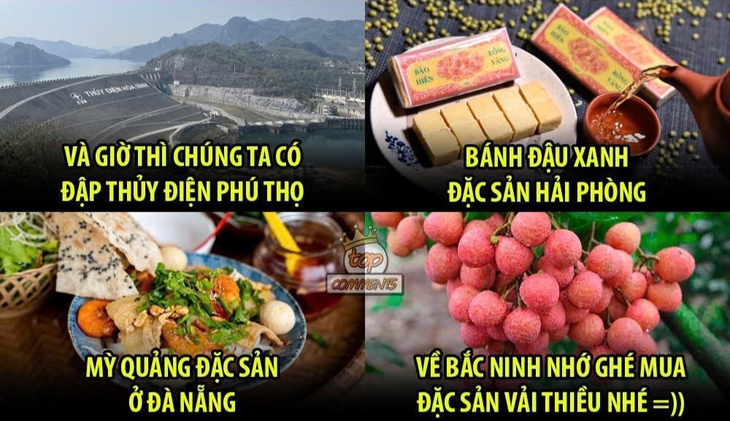 THỦY ĐIỆN HÒA BÌNH
VÀ GIỜ THÌ CHÚNG TA CÓ
ĐẬP THỦY ĐIỆN PHÚ THỌ
BẢO
HIÊN
RỒNG
VÀNG
BÁNH ĐẬU XANH
ĐẶC SẢN HẢI PHÒNG
top
COMMENTS
MỲ QUẢNG ĐẶC SẢN
Ở ĐÀ NẴNG
VỀ BẮC NINH NHỚ GHÉ MUA
ĐẶC SẢN VẢI THIỀU NHÉ =))